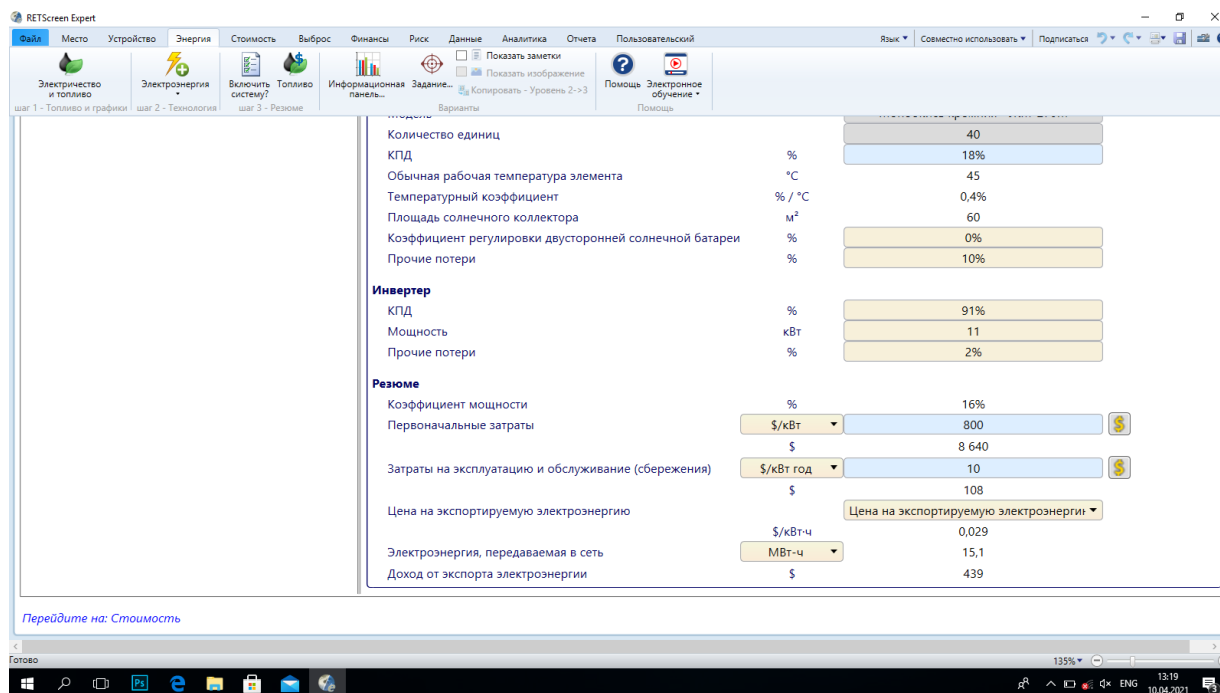 RETScreen Expert
Файл Место Устройство Энергия Стоимость Выброс Финансы Риск Данные Аналитика Отчета Пользовательский Язык Совместно использовать Подписаться
Показать заметки
Показать изображение
Копировать - Уровень 2->3
Электричество и топливо
Электроэнергия
Включить систему?
Топливо
Информационная панель...
Задание...
Помощь
Электронное обучение
шаг 1 - Топливо и графики шаг 2 - Технология шаг 3 - Резюме Варианты Помощь
Модель
Количество единиц 40
КПД % 18%
Обычная рабочая температура элемента °C 45
Температурный коэффициент % / °C 0,4%
Площадь солнечного коллектора м² 60
Коэффициент регулировки двусторонней солнечной батареи % 0%
Прочие потери % 10%
Инвертер
КПД % 91%
Мощность кВт 11
Прочие потери % 2%
Резюме
Коэффициент мощности % 16%
Первоначальные затраты $/кВт 800
$ 8 640
Затраты на эксплуатацию и обслуживание (сбережения) $/кВт год 10
$ 108
Цена на экспортируемую электроэнергию Цена на экспортируемую электроэнергин
$/кВт·ч 0,029
Электроэнергия, передаваемая в сеть МВт-ч 15,1
Доход от экспорта электроэнергии $ 439
Перейдите на: Стоимость
Готово 135%
Ps
ENG 13:19
10.04.2021
3